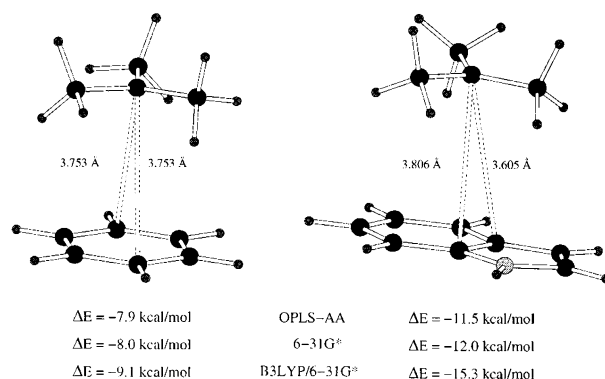 3.753 Å 3.753 Å 3.806 Å 3.605 Å
ΔE = −7.9 kcal/mol OPLS−AA ΔE = −11.5 kcal/mol
ΔE = −8.0 kcal/mol 6−31G* ΔE = −12.0 kcal/mol
ΔE = −9.1 kcal/mol B3LYP/6−31G* ΔE = −15.3 kcal/mol